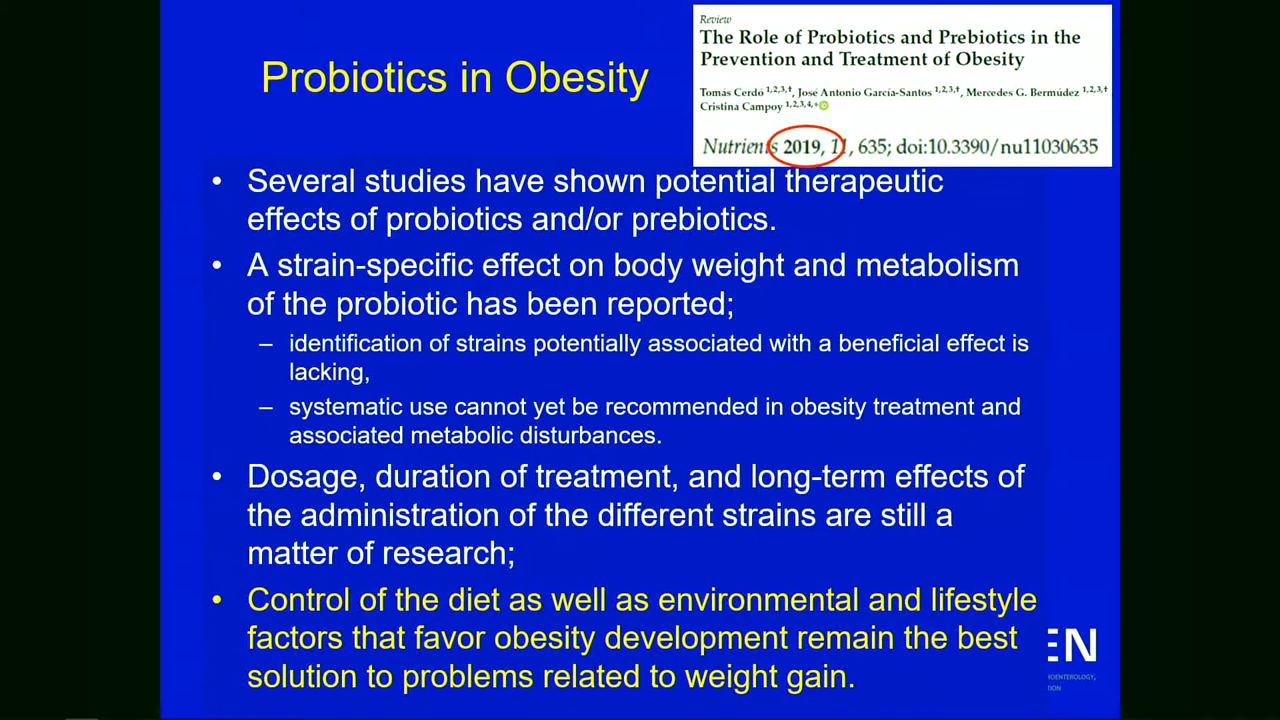 Review
The Role of Probiotics and Prebiotics in the
Prevention and Treatment of Obesity
Tomás Cerdó 1,2,3,†, José Antonio García-Santos 1,2,3,†, Mercedes G. Bermúdez 1,2,3,†
Cristina Campoy 1,2,3,4,*
Nutrients 2019, 11, 635; doi:10.3390/nu11030635
Probiotics in Obesity
• Several studies have shown potential therapeutic
effects of probiotics and/or prebiotics.
• A strain-specific effect on body weight and metabolism
of the probiotic has been reported;
– identification of strains potentially associated with a beneficial effect is
lacking,
– systematic use cannot yet be recommended in obesity treatment and
associated metabolic disturbances.
• Dosage, duration of treatment, and long-term effects of
the administration of the different strains are still a
matter of research;
• Control of the diet as well as environmental and lifestyle
factors that favor obesity development remain the best
solution to problems related to weight gain.
EN
IOENTEROLOGY,
TION